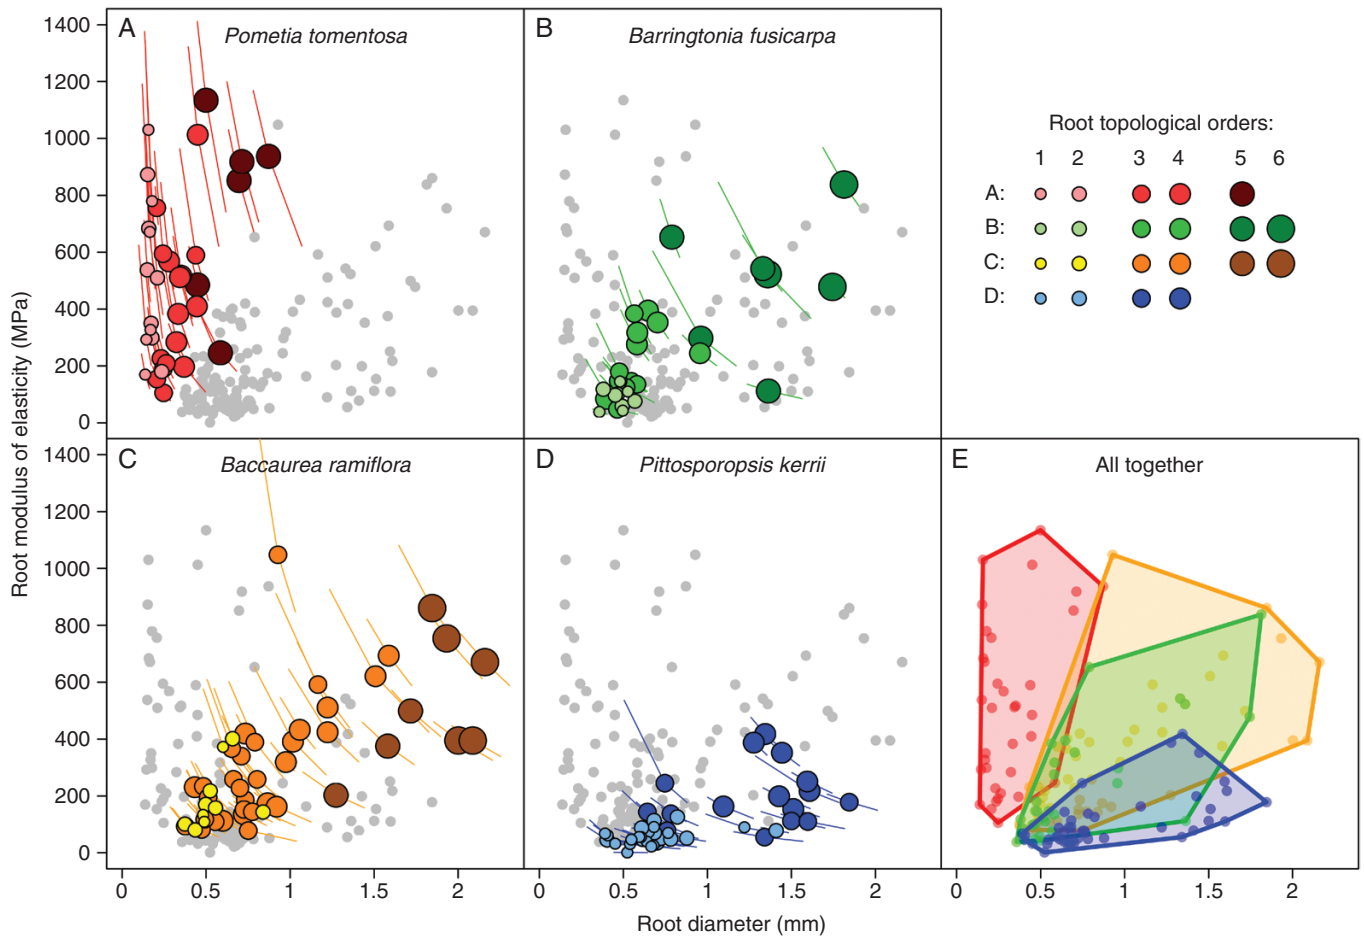 A
Pometia tomentosa
B
Barringtonia fusicarpa
Root topological orders:
1 2 3 4 5 6
A:
B:
C:
D:
1400
1200
1000
800
600
400
200
0
Root modulus of elasticity (MPa)
C
Baccaurea ramiflora
D
Pittosporopsis kerrii
E
All together
1400
1200
1000
800
600
400
200
0
0 0.5 1 1.5 2
0 0.5 1 1.5 2
0 0.5 1 1.5 2
Root diameter (mm)